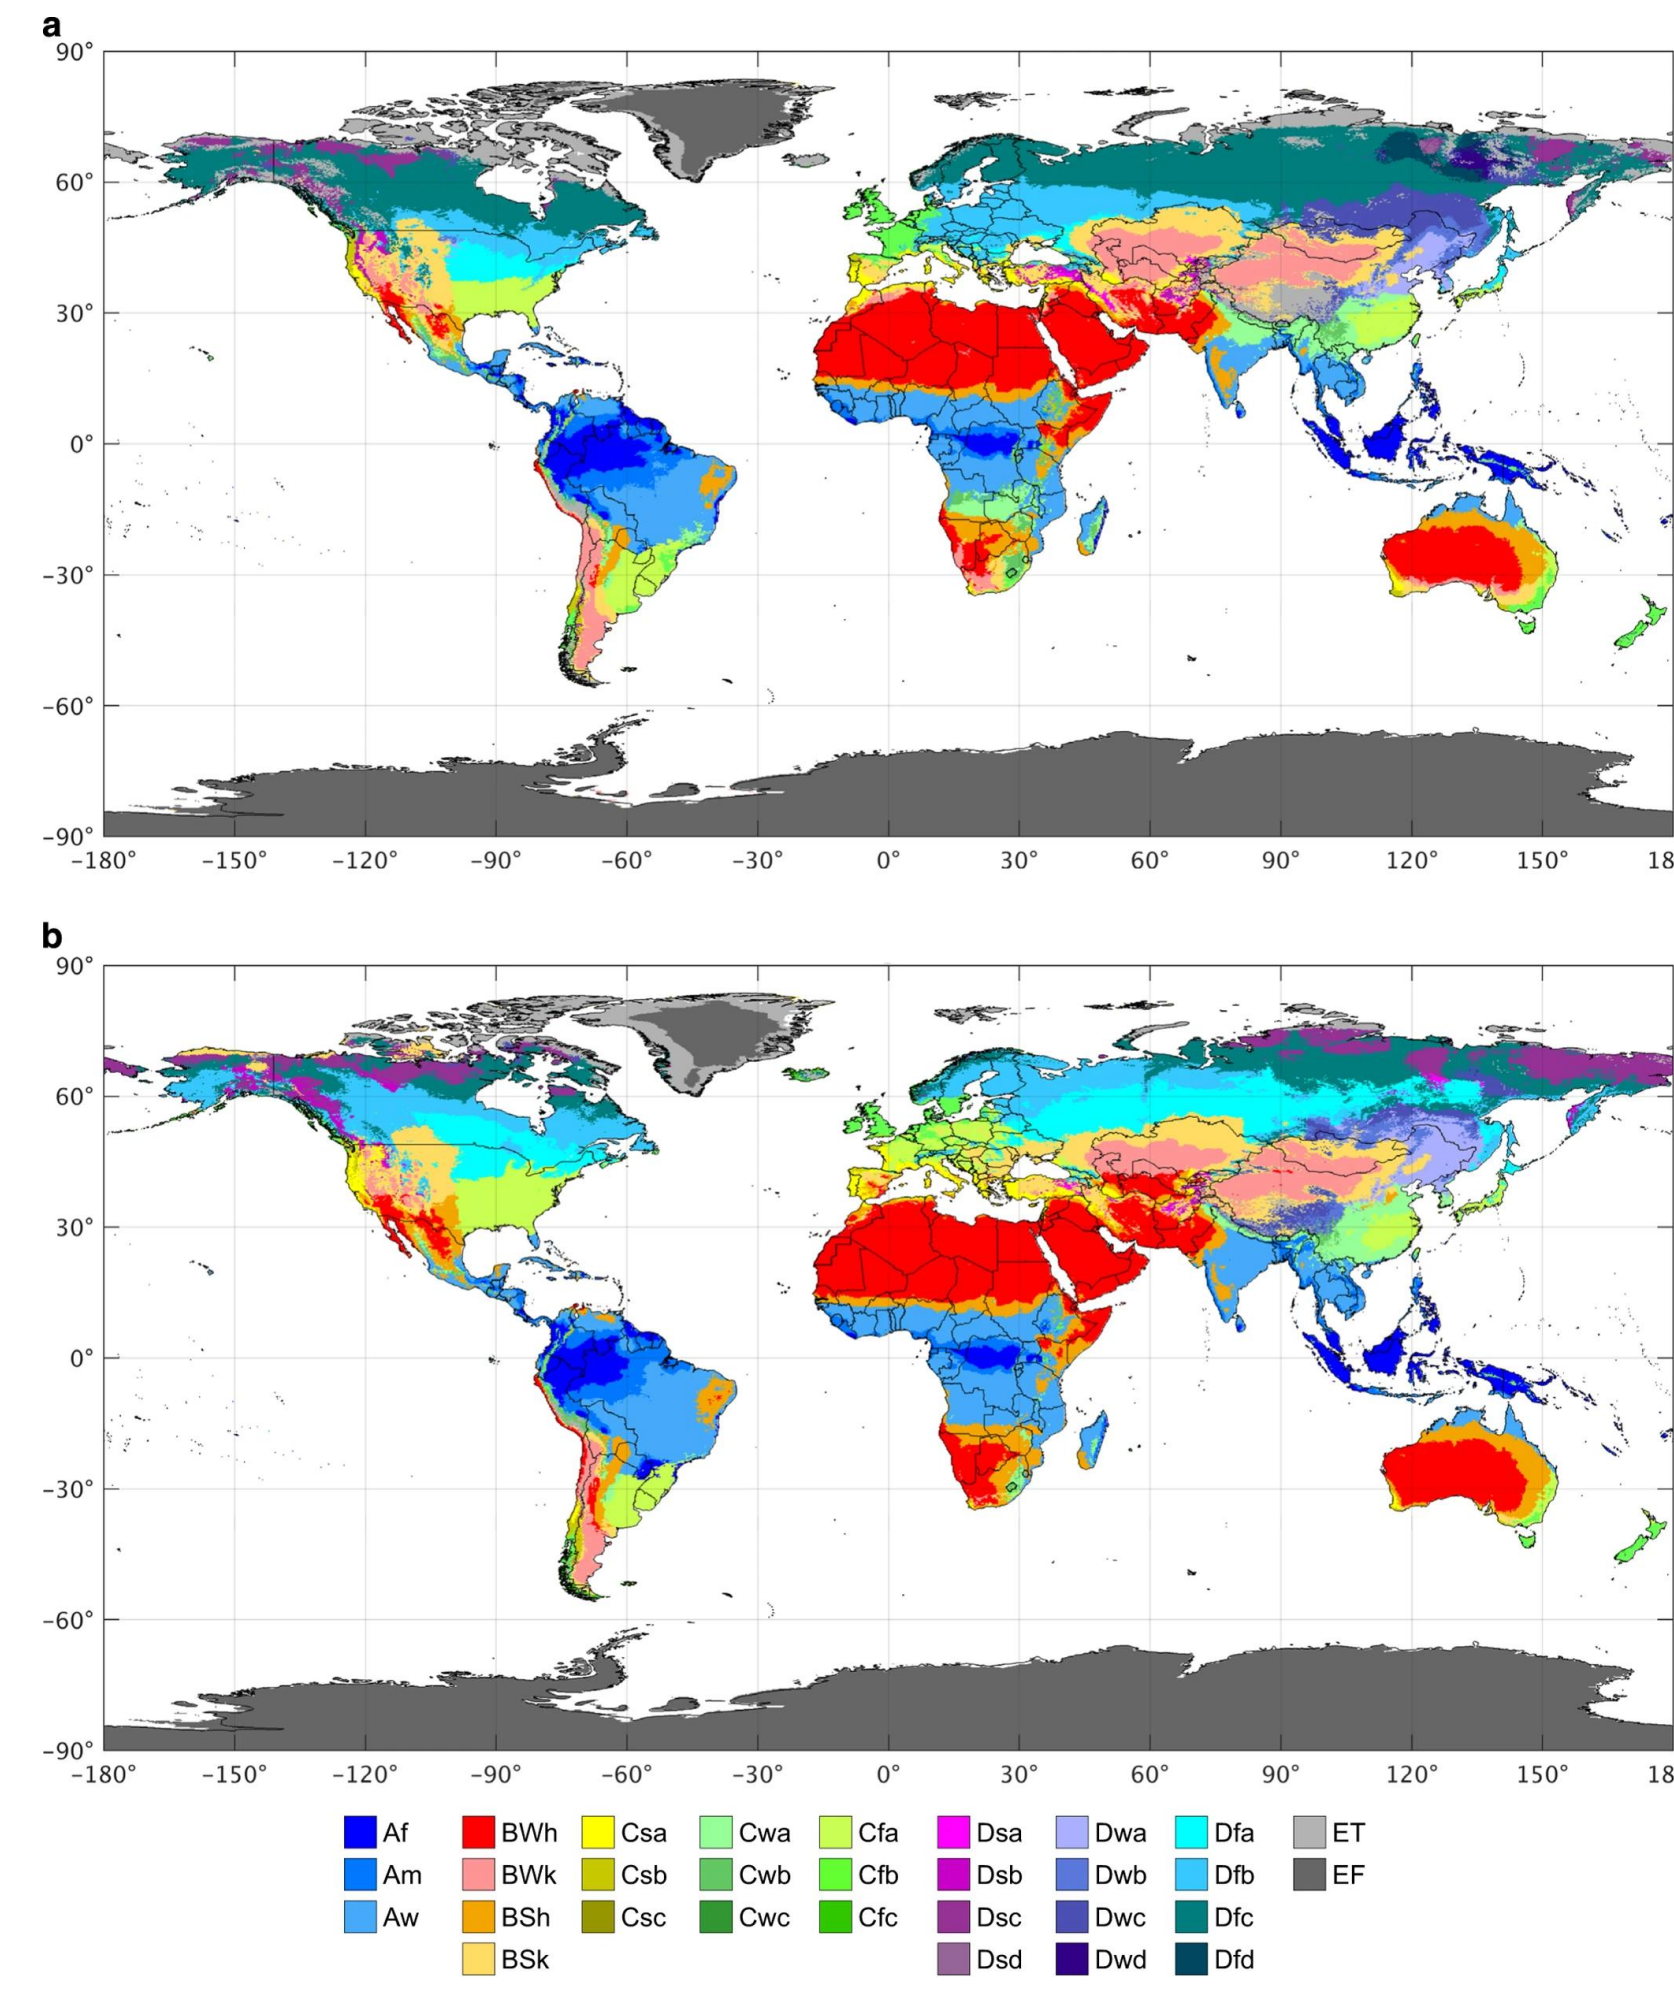 a
90°
60°
30°
0°
−30°
−60°
−90°
−180° −150° −120° −90° −60° −30° 0° 30° 60° 90° 120° 150° 18
b
90°
60°
30°
0°
−30°
−60°
−90°
−180° −150° −120° −90° −60° −30° 0° 30° 60° 90° 120° 150° 18
Af BWh Csa Cwa Cfa Dsa Dwa Dfa ET
Am BWk Csb Cwb Cfb Dsb Dwb Dfb EF
Aw BSh Csc Cwc Cfc Dsc Dwc Dfc
BSk Dsd Dwd Dfd